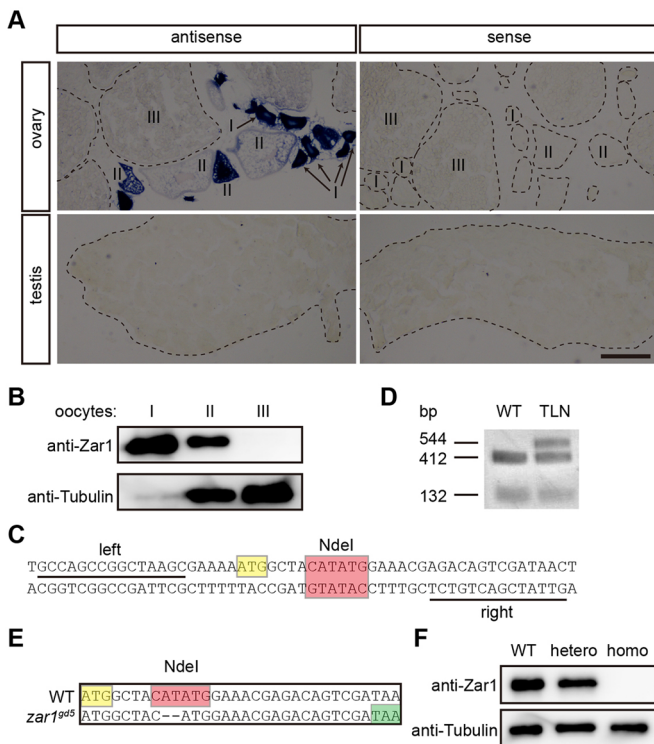 A
antisense
sense
ovary
III
I
II
II
II
I
III
I
I
I
III
II
II
testis
B
oocytes: I II III
anti-Zar1
anti-Tubulin
D
bp
WT TLN
544
412
132
C
left
NdeI
TGCCAGCCGGCTAAGCGAAAAATGGCTACATATGGAAACGAGACAGTCGATAACT
ACGGTCGGCCGATTCGCTTTTTACCGATGTATACCTTTGCTCTGTCAGCTATTGA
right
E
NdeI
WT ATGGCTACATATGGAAACGAGACAGTCGATAA
zar1gd5 ATGGCTAC--ATGGAAACGAGACAGTCGATAA
F
WT hetero homo
anti-Zar1
anti-Tubulin